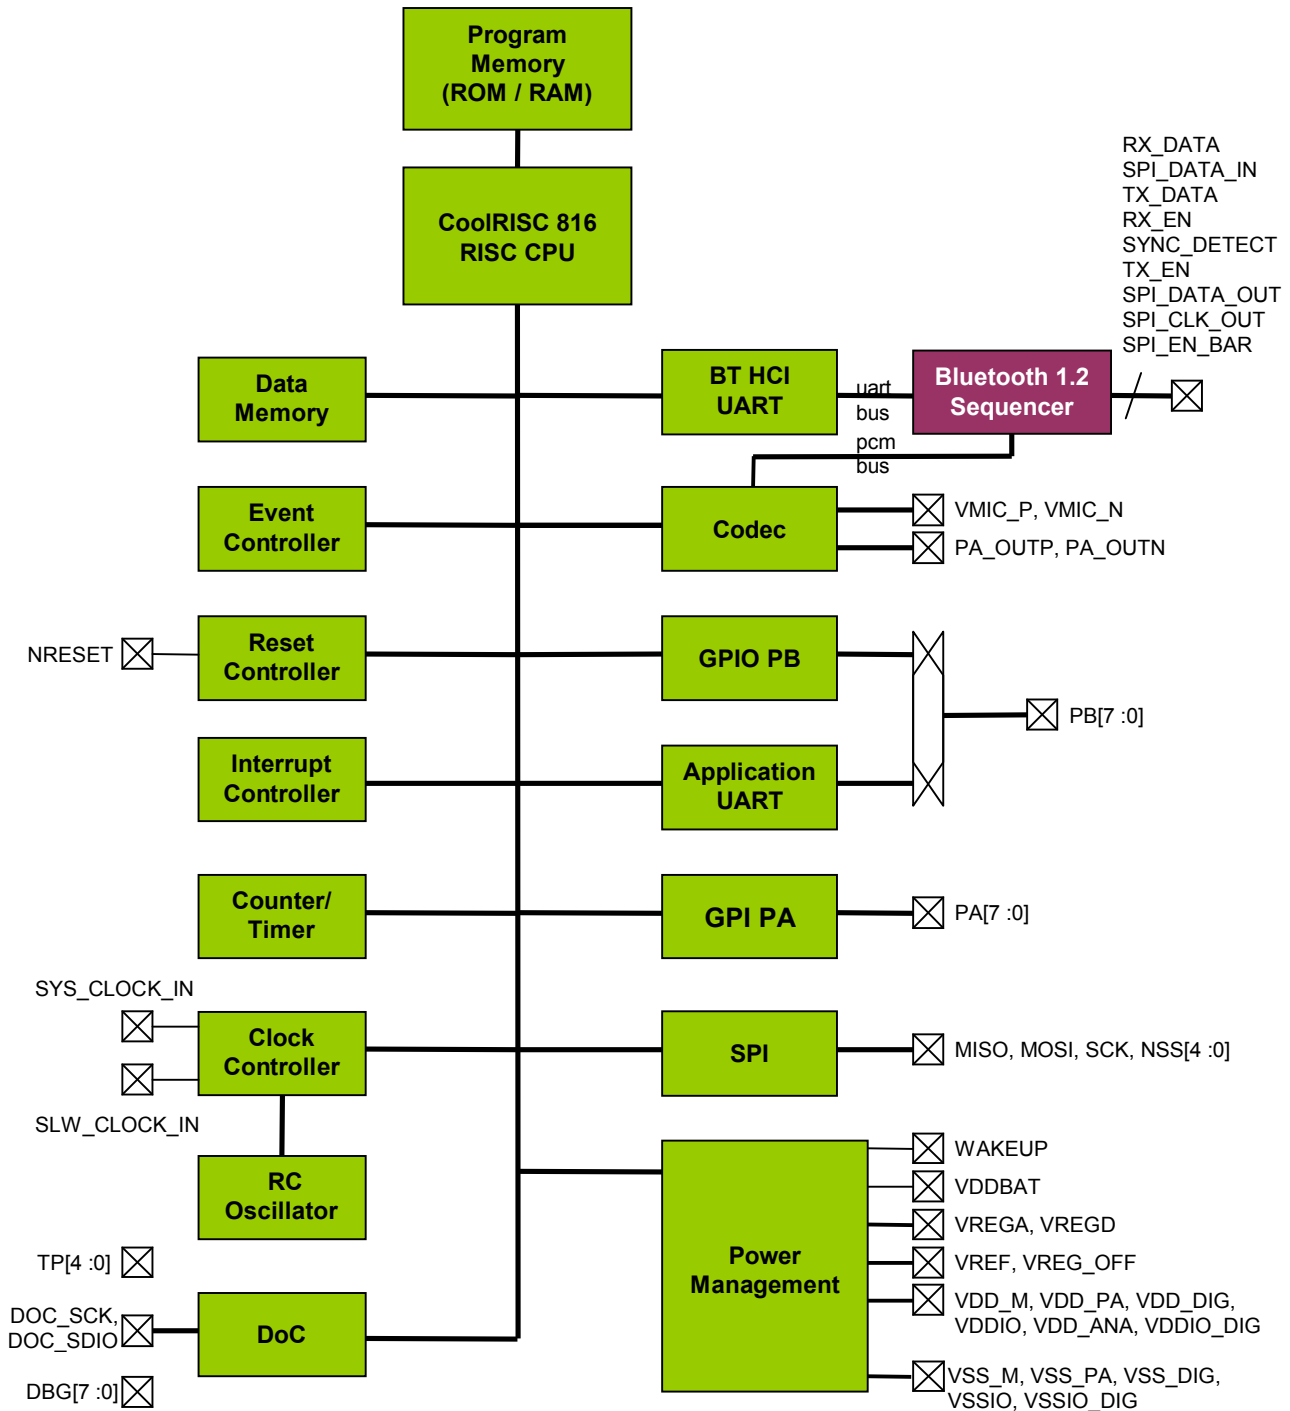 Program
Memory
(ROM / RAM)
CoolRISC 816
RISC CPU
RX_DATA
SPI_DATA_IN
TX_DATA
RX_EN
SYNC_DETECT
TX_EN
SPI_DATA_OUT
SPI_CLK_OUT
SPI_EN_BAR
Data
Memory
BT HCI
UART
uart
bus
Bluetooth 1.2
Sequencer
pcm
bus
Event
Controller
Codec
VMIC_P, VMIC_N
PA_OUTP, PA_OUTN
NRESET
Reset
Controller
GPIO PB
PB[7 :0]
Interrupt
Controller
Application
UART
Counter/
Timer
GPI PA
PA[7 :0]
SYS_CLOCK_IN
Clock
Controller
SLW_CLOCK_IN
SPI
MISO, MOSI, SCK, NSS[4 :0]
RC
Oscillator
Power
Management
WAKEUP
VDDBAT
VREGA, VREGD
VREF, VREG_OFF
VDD_M, VDD_PA, VDD_DIG,
VDDIO, VDD_ANA, VDDIO_DIG
VSS_M, VSS_PA, VSS_DIG,
VSSIO, VSSIO_DIG
TP[4 :0]
DOC_SCK,
DOC_SDIO
DoC
DBG[7 :0]